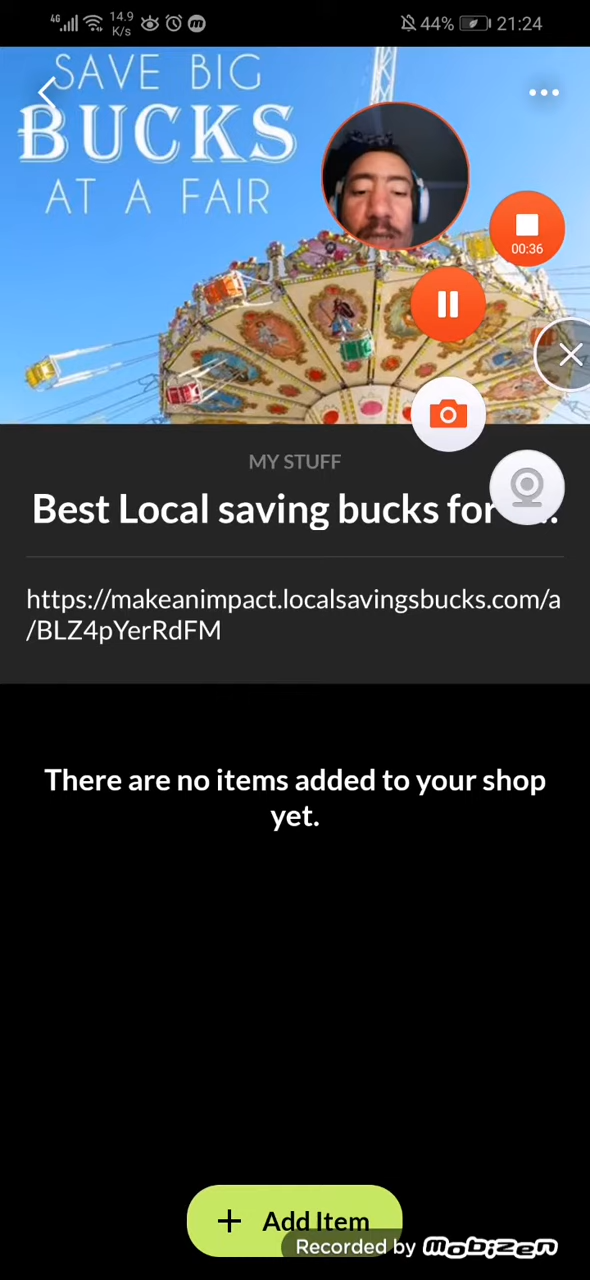 4G 14.9 K/s 44% 21:24
SAVE BIG
BUCKS
AT A FAIR
00:36
MY STUFF
Best Local saving bucks for
https://makeanimpact.localsavingsbucks.com/a
/BLZ4pYerRdFM
There are no items added to your shop
yet.
+ Add Item
Recorded by Mobizen